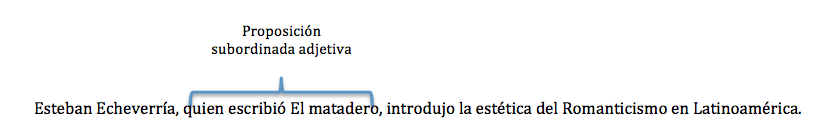 Proposición
subordinada adjetiva
Esteban Echeverría, quien escribió El matadero, introdujo la estética del Romanticismo en Latinoamérica.